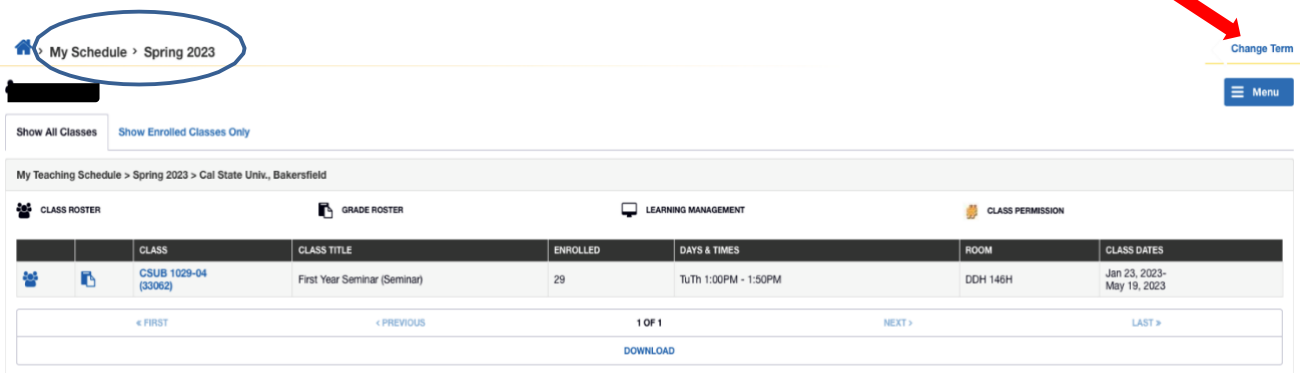 › My Schedule › Spring 2023
Change Term
Menu
Show All Classes Show Enrolled Classes Only
My Teaching Schedule > Spring 2023 > Cal State Univ., Bakersfield
CLASS ROSTER GRADE ROSTER LEARNING MANAGEMENT CLASS PERMISSION
CLASS CLASS TITLE ENROLLED DAYS & TIMES ROOM CLASS DATES
CSUB 1029-04 First Year Seminar (Seminar) 29 TuTh 1:00PM - 1:50PM DDH 146H Jan 23, 2023-
(33062) May 19, 2023
« FIRST ‹ PREVIOUS 1 OF 1 NEXT › LAST »
DOWNLOAD